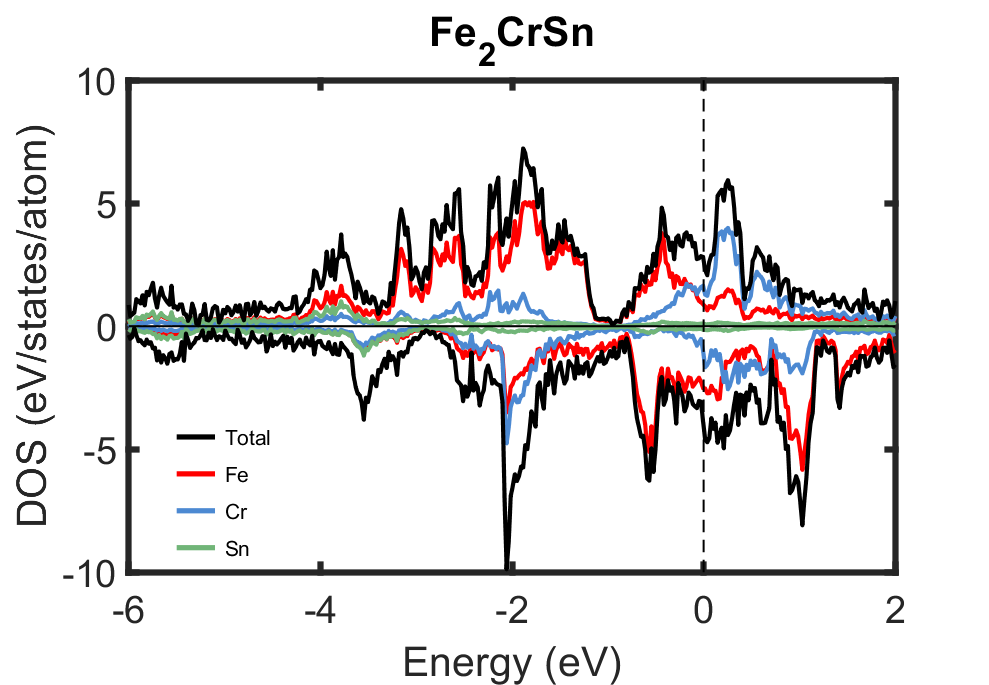 Fe₂CrSn
10
5
0
-5
-10
DOS (eV/states/atom)
Total
Fe
Cr
Sn
-6 -4 -2 0 2
Energy (eV)